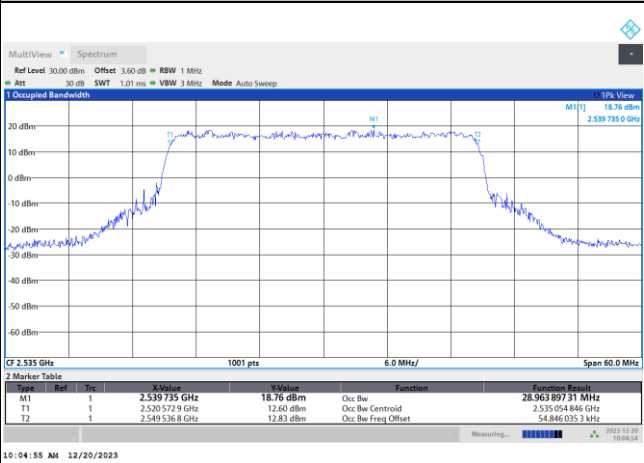 MultiView Spectrum
Ref Level 30.00 dBm Offset 3.60 dB RBW 1 MHz
Att 30 dB SWT 1.01 ms VBW 3 MHz Mode Auto Sweep
1 Occupied Bandwidth 1Pk View
M1[1] 18.76 dBm
2.539 735 0 GHz
M1
T1 T2
20 dBm
10 dBm
0 dBm
-10 dBm
-20 dBm
-30 dBm
-40 dBm
-50 dBm
-60 dBm
CF 2.535 GHz 1001 pts 6.0 MHz/ Span 60.0 MHz
2 Marker Table
Type Ref Trc X-Value Y-Value Function Function Result
M1 1 2.539 735 GHz 18.76 dBm Occ Bw 28.963 897 31 MHz
T1 1 2.520 572 9 GHz 12.60 dBm Occ Bw Centroid 2.535 054 846 GHz
T2 1 2.549 536 8 GHz 12.83 dBm Occ Bw Freq Offset 54.846 035 3 kHz
Measuring... 2023-12-20
10:04:54
10:04:55 AM 12/20/2023